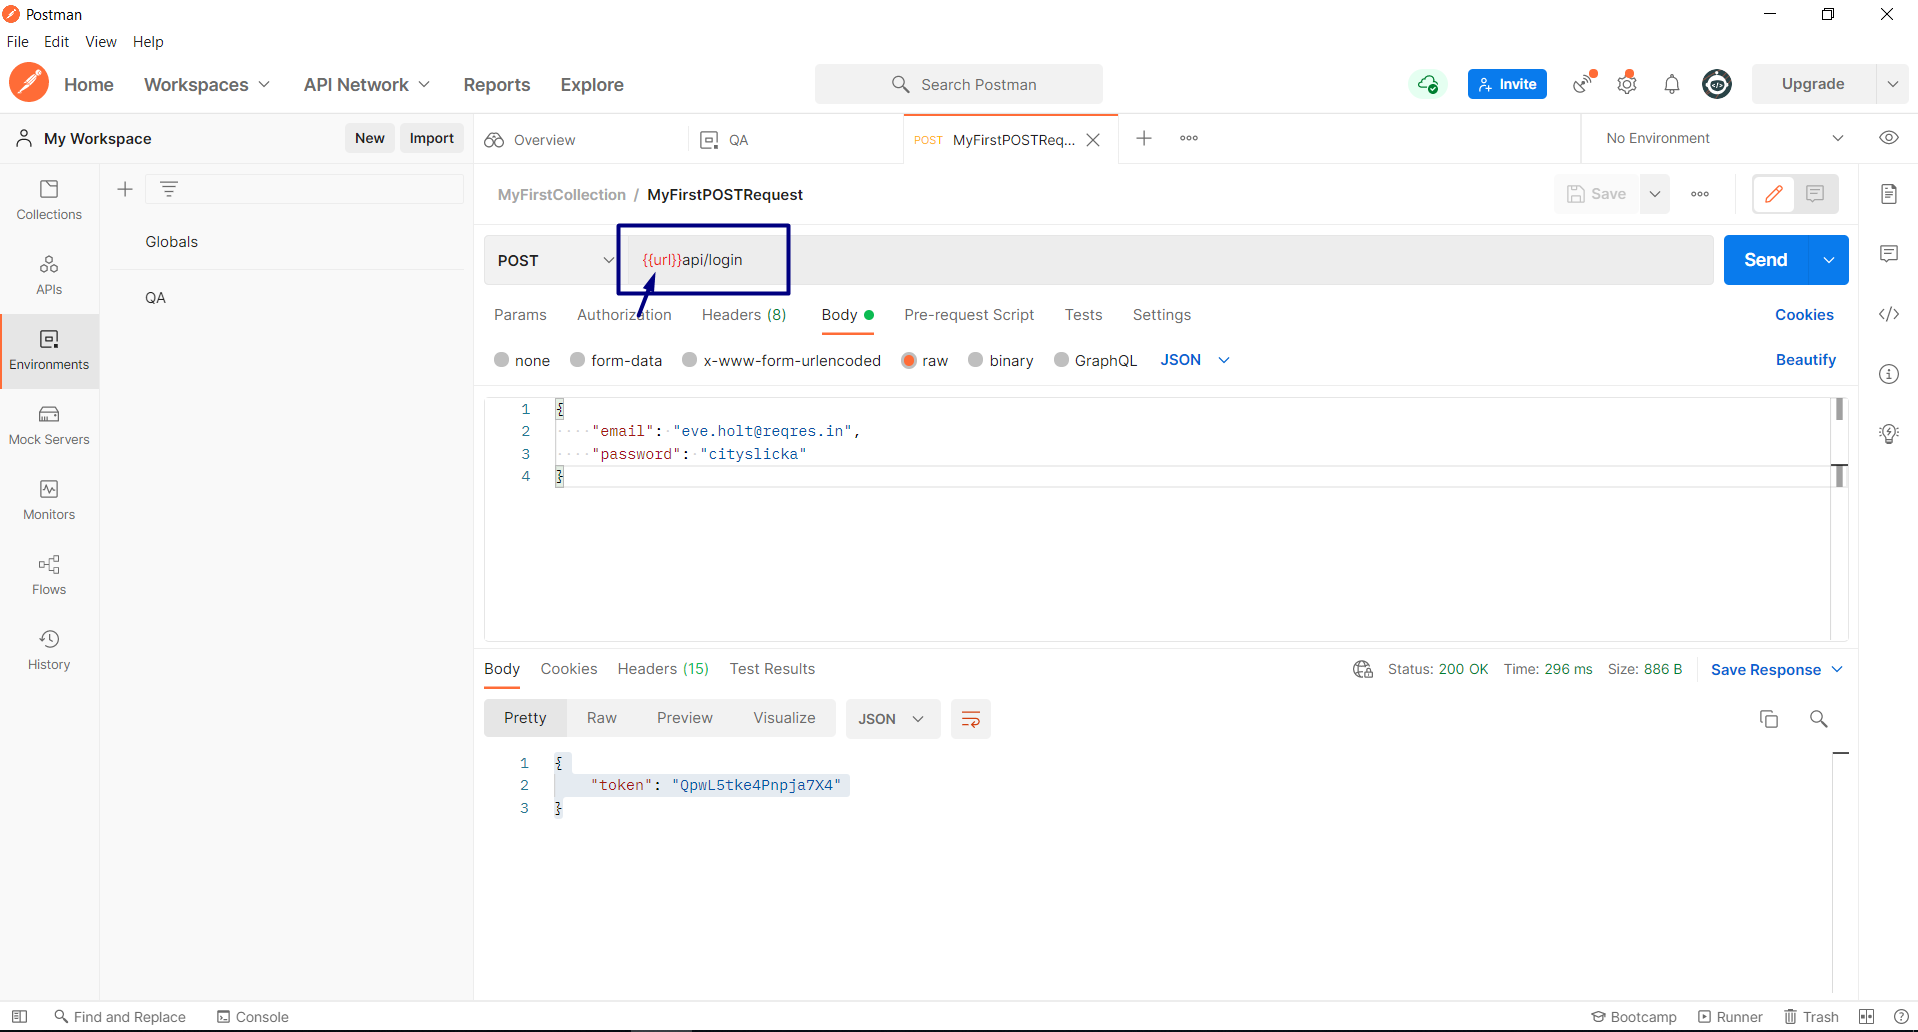 Postman
File Edit View Help
Home Workspaces API Network Reports Explore Search Postman Invite Upgrade
My Workspace New Import Overview QA POST MyFirstPOSTReq... No Environment
Collections
APIs
Environments
Mock Servers
Monitors
Flows
History
Globals
QA
MyFirstCollection / MyFirstPOSTRequest Save
POST {{url}}api/login Send
Params Authorization Headers (8) Body Pre-request Script Tests Settings Cookies
none form-data x-www-form-urlencoded raw binary GraphQL JSON Beautify
1 {
2 "email": "eve.holt@reqres.in",
3 "password": "cityslicka"
4 }
Body Cookies Headers (15) Test Results Status: 200 OK Time: 296 ms Size: 886 B Save Response
Pretty Raw Preview Visualize JSON
1 {
2 "token": "QpwL5tke4Pnpja7X4"
3 }
Find and Replace Console Bootcamp Runner Trash